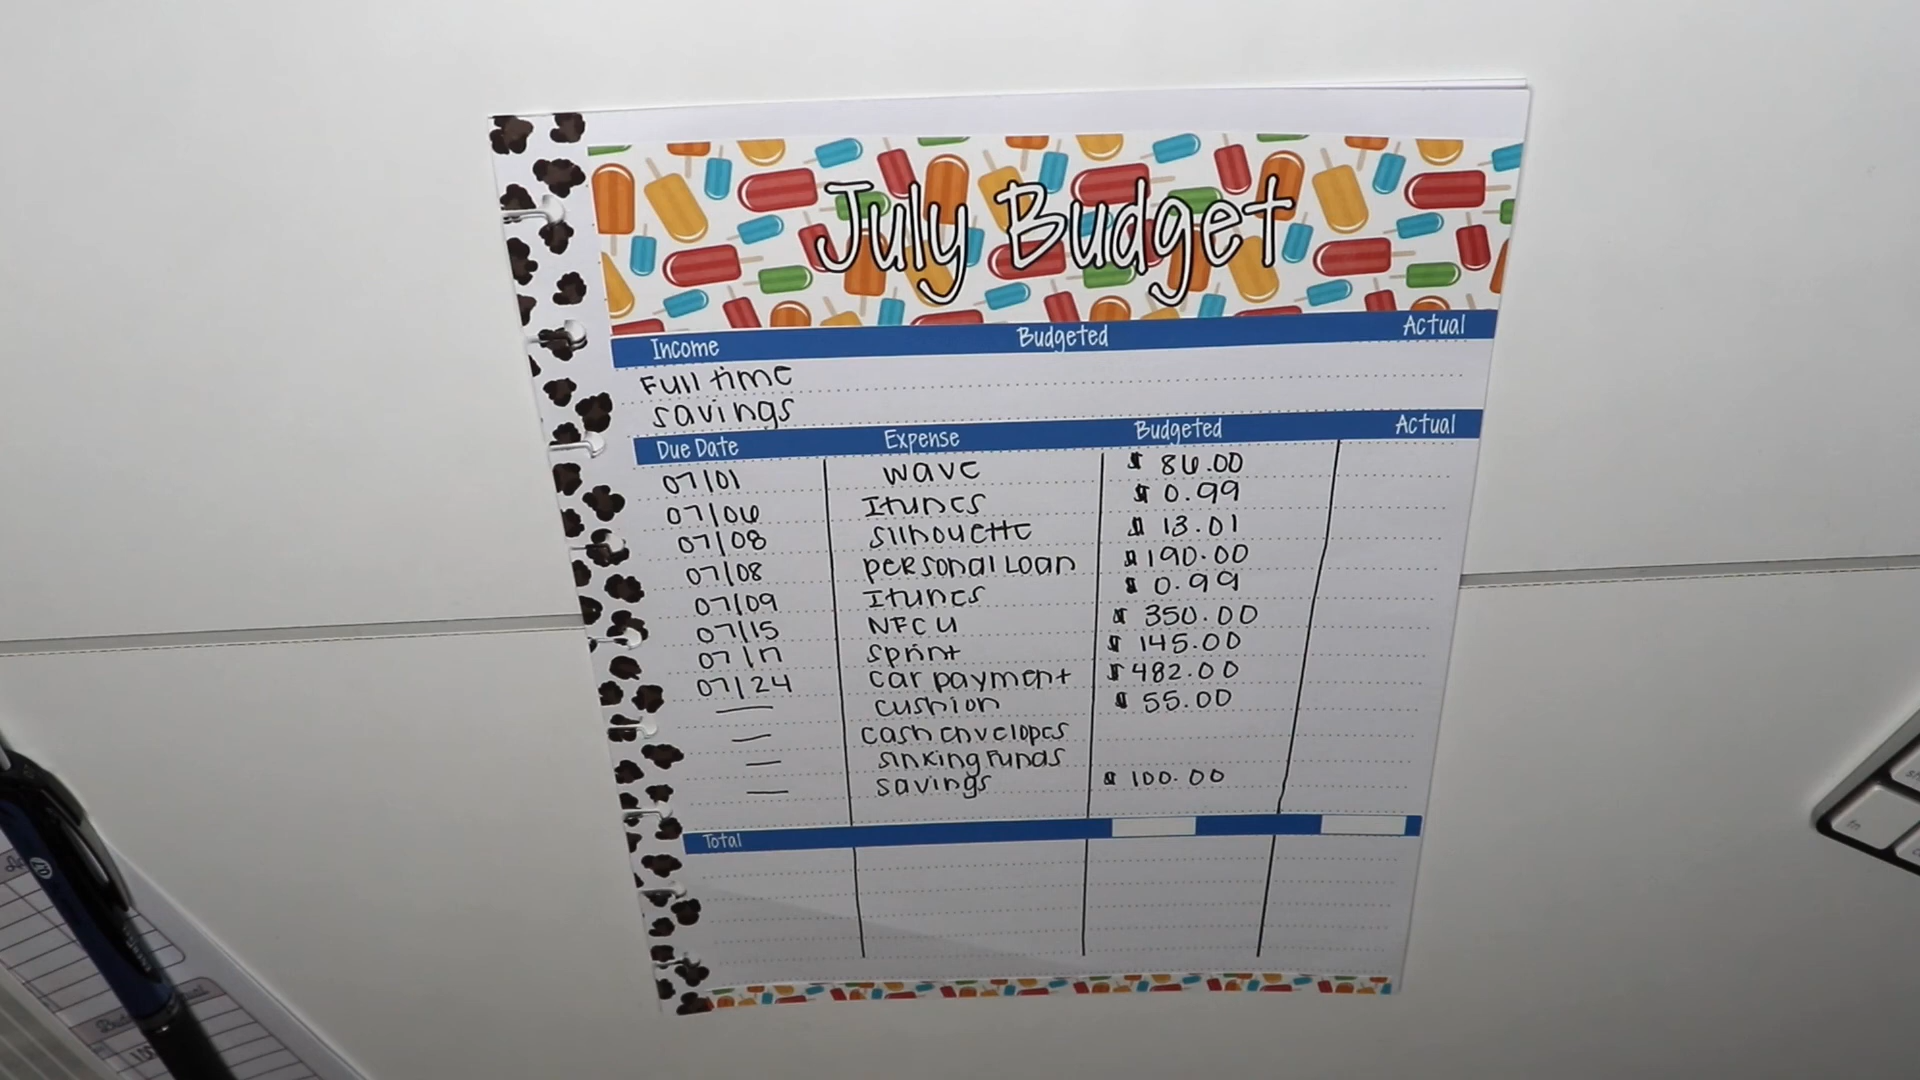 July Budget
Income Budgeted Actual
Full time
savings
Due Date Expense Budgeted Actual
07/01 wave $ 86.00
07/06 Itunes $ 0.99
07/08 silhouette $ 13.01
07/08 personal Loan $ 190.00
07/09 Itunes $ 0.99
07/15 NFCU $ 350.00
07/17 sprint $ 145.00
07/24 car payment $ 482.00
— cushion $ 55.00
— cash envelopes
— sinking Funds
— savings $ 100.00
Total
fn